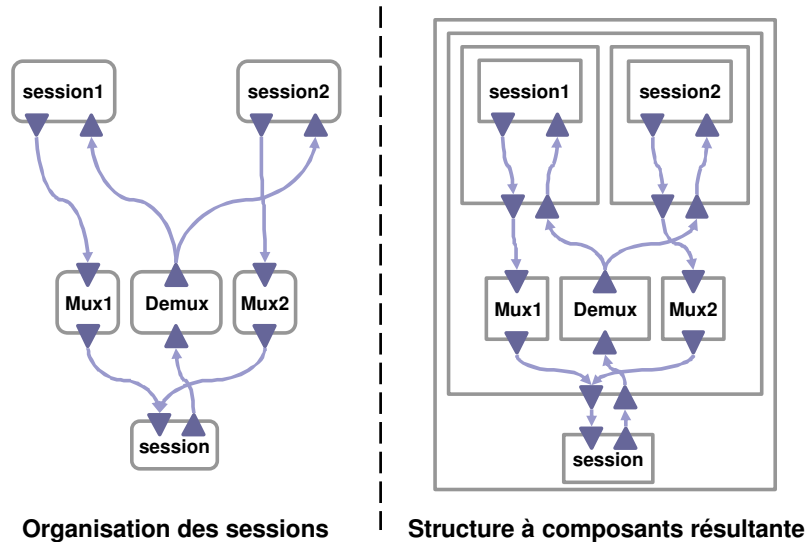 session1
session2
Mux1
Demux
Mux2
session
Organisation des sessions
session1
session2
Mux1
Demux
Mux2
session
Structure à composants résultante